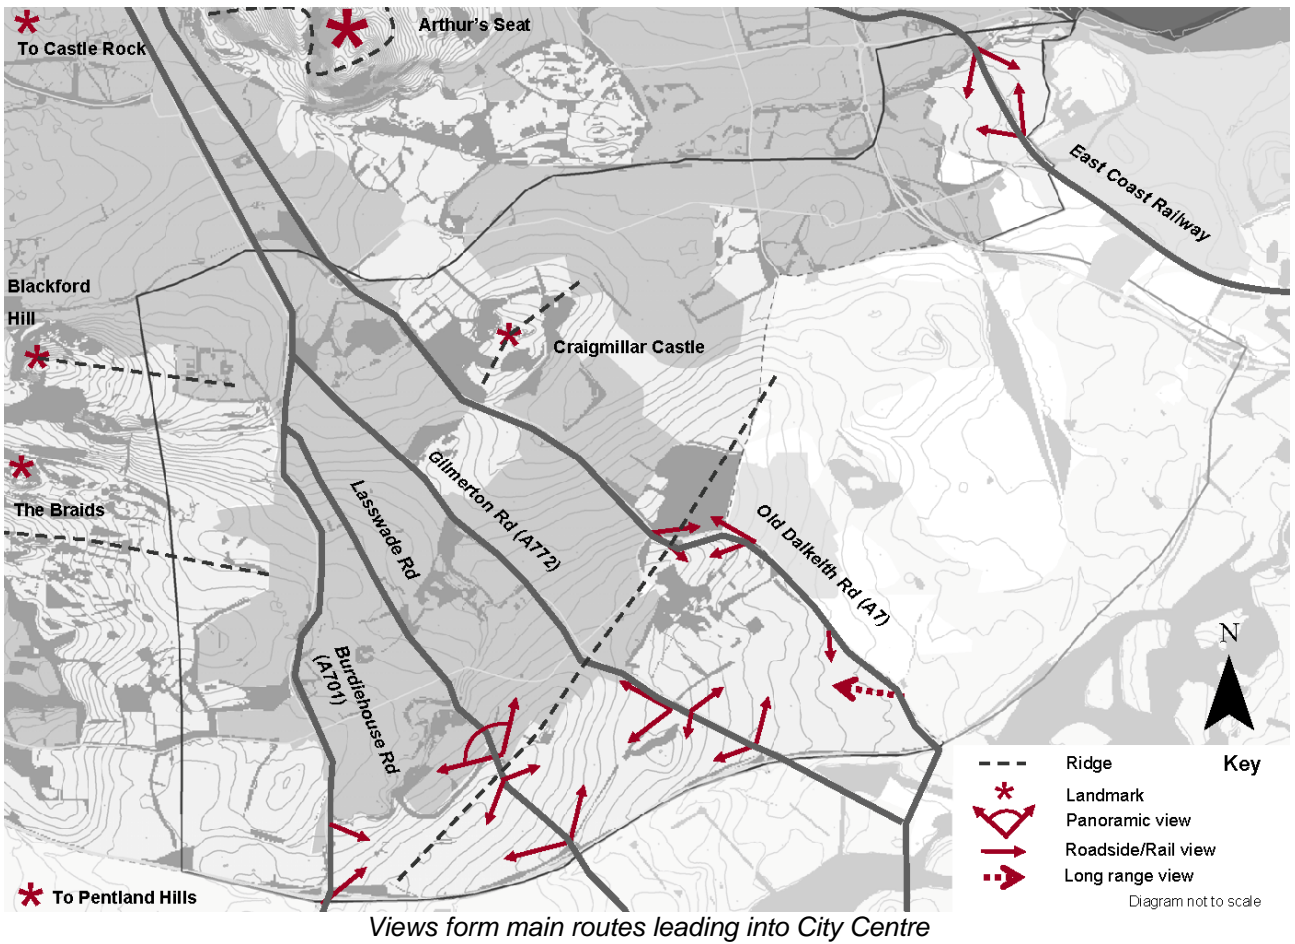 Arthur's Seat
To Castle Rock
East Coast Railway
Blackford
Hill
Craigmillar Castle
The Braids
Gilmerton Rd (A772)
Lasswade Rd
Old Dalkeith Rd (A7)
Burdiehouse Rd
(A701)
N
Key
Ridge
Landmark
Panoramic view
Roadside/Rail view
Long range view
Diagram not to scale
To Pentland Hills
Views form main routes leading into City Centre